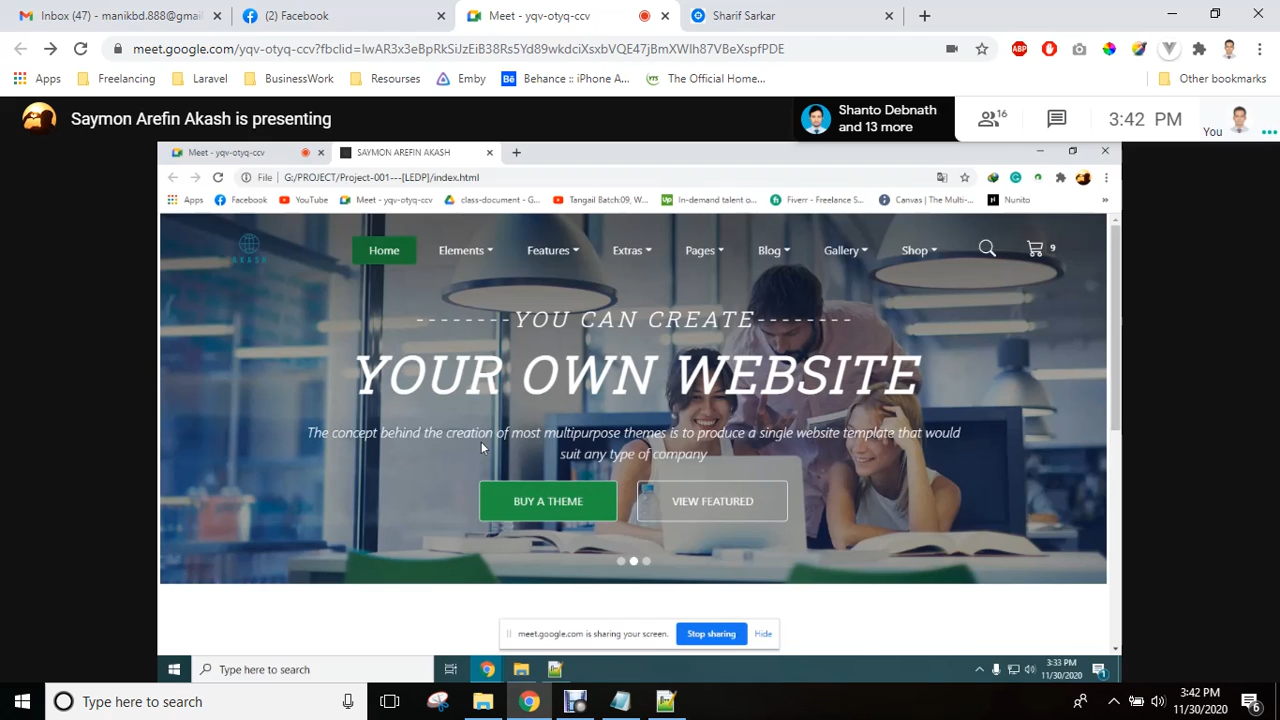 Inbox (47) - manikbd.888@gmai
(2) Facebook
Meet - yqv-otyq-ccv
Sharif Sarkar
meet.google.com/yqv-otyq-ccv?fbclid=IwAR3x3eBpRkSiJzEiB38Rs5Yd89wkdciXsxbVQE47jBmXWIh87VBeXspfPDE
Apps
Freelancing
Laravel
BusinessWork
Resourses
Emby
Behance :: iPhone A...
The Official Home...
Other bookmarks
Saymon Arefin Akash is presenting
Shanto Debnath
and 13 more
16
3:42 PM
You
Meet - yqv-otyq-ccv
SAYMON AREFIN AKASH
File
G:/PROJECT/Project-001---[LEDP]/index.html
Apps
Facebook
YouTube
Meet - yqv-otyq-ccv
class-document - G...
Tangail Batch:09, W...
In-demand talent o...
Fiverr - Freelance S...
Canvas | The Multi-...
Nunito
AKASH
Home
Elements
Features
Extras
Pages
Blog
Gallery
Shop
9
--------YOU CAN CREATE--------
YOUR OWN WEBSITE
The concept behind the creation of most multipurpose themes is to produce a single website template that would
suit any type of company
BUY A THEME
VIEW FEATURED
meet.google.com is sharing your screen.
Stop sharing
Hide
Type here to search
3:33 PM
11/30/2020
1
Type here to search
3:42 PM
11/30/2020
6